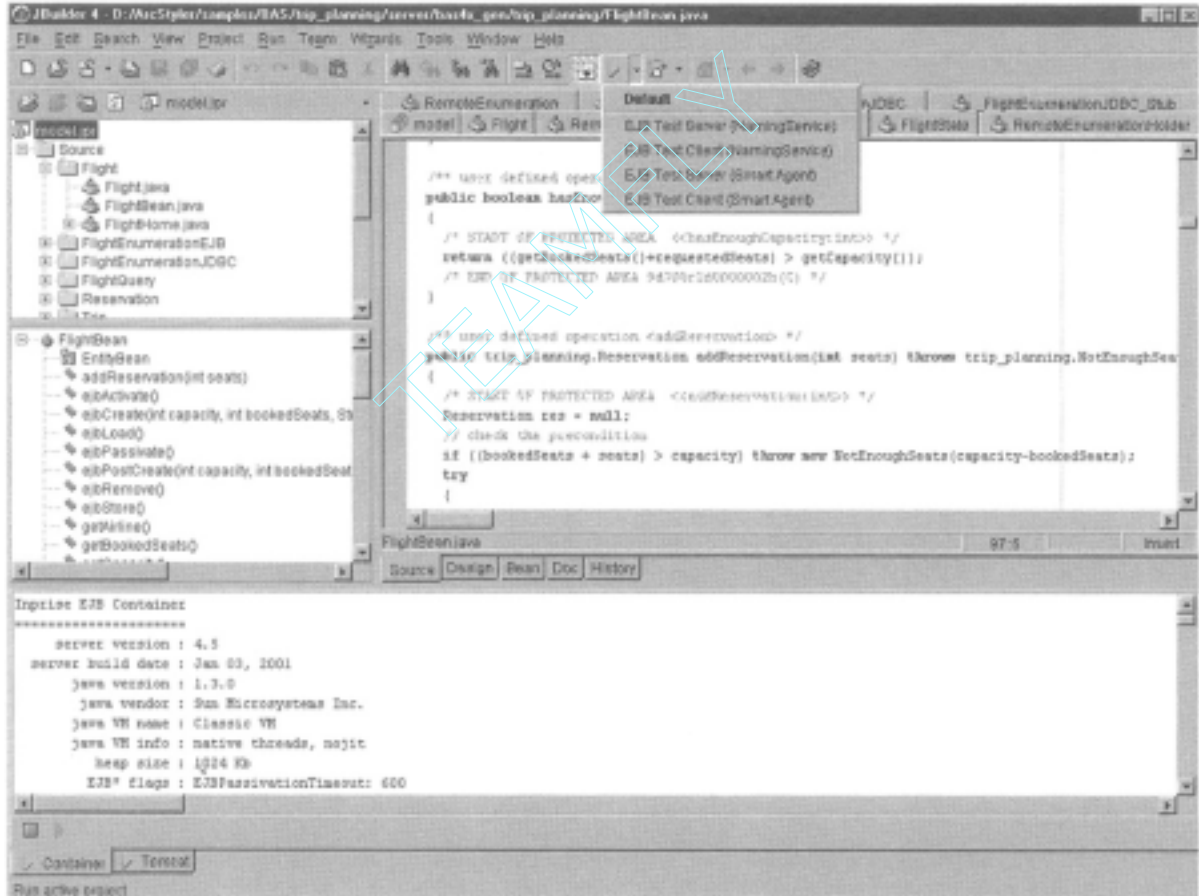 JBuilder 4 - D:/ArcStyler/samples/BAS/trip_planning/server/bas4x_gen/trip_planning/FlightBean.java
File Edit Search View Project Run Team Wizards Tools Window Help
model.jpr
model.jpr
Source
Flight
Flight.java
FlightBean.java
FlightHome.java
FlightEnumerationEJB
FlightEnumerationJDBC
FlightQuery
Reservation
Trip
FlightBean
EntityBean
addReservation(int seats)
ejbActivate()
ejbCreate(int capacity, int bookedSeats, St
ejbLoad()
ejbPassivate()
ejbPostCreate(int capacity, int bookedSeat
ejbRemove()
ejbStore()
getAirline()
getBookedSeats()
RemoteEnumeration
_FlightEnumerationJDBC_Stub
model Flight Rem
FlightState RemoteEnumerationHolder
Default
EJB Test Server (NamingService)
EJB Test Client (NamingService)
EJB Test Server (Smart Agent)
EJB Test Client (Smart Agent)
/** user defined oper
public boolean hasEnou
{
/* START OF PROTECTED AREA <<hasEnoughCapacity:int>> */
return ((getBookedSeats()+requestedSeats) > getCapacity());
/* END OF PROTECTED AREA */
}
/** user defined operation <addReservation> */
public trip_planning.Reservation addReservation(int seats) throws trip_planning.NotEnoughSea
{
/* START OF PROTECTED AREA <<addReservation:int>> */
Reservation res = null;
// check the precondition
if ((bookedSeats + seats) > capacity) throw new NotEnoughSeats(capacity-bookedSeats);
try
{
TEAMFLY
FlightBean.java 97:5 Insert
Source Design Bean Doc History
Inprise EJB Container
=====================
server version : 4.5
server build date : Jan 03, 2001
java version : 1.3.0
java vendor : Sun Microsystems Inc.
java VM name : Classic VM
java VM info : native threads, nojit
heap size : 1024 Kb
EJB* flags : EJBPassivationTimeout: 600
Container Tomcat
Run active project